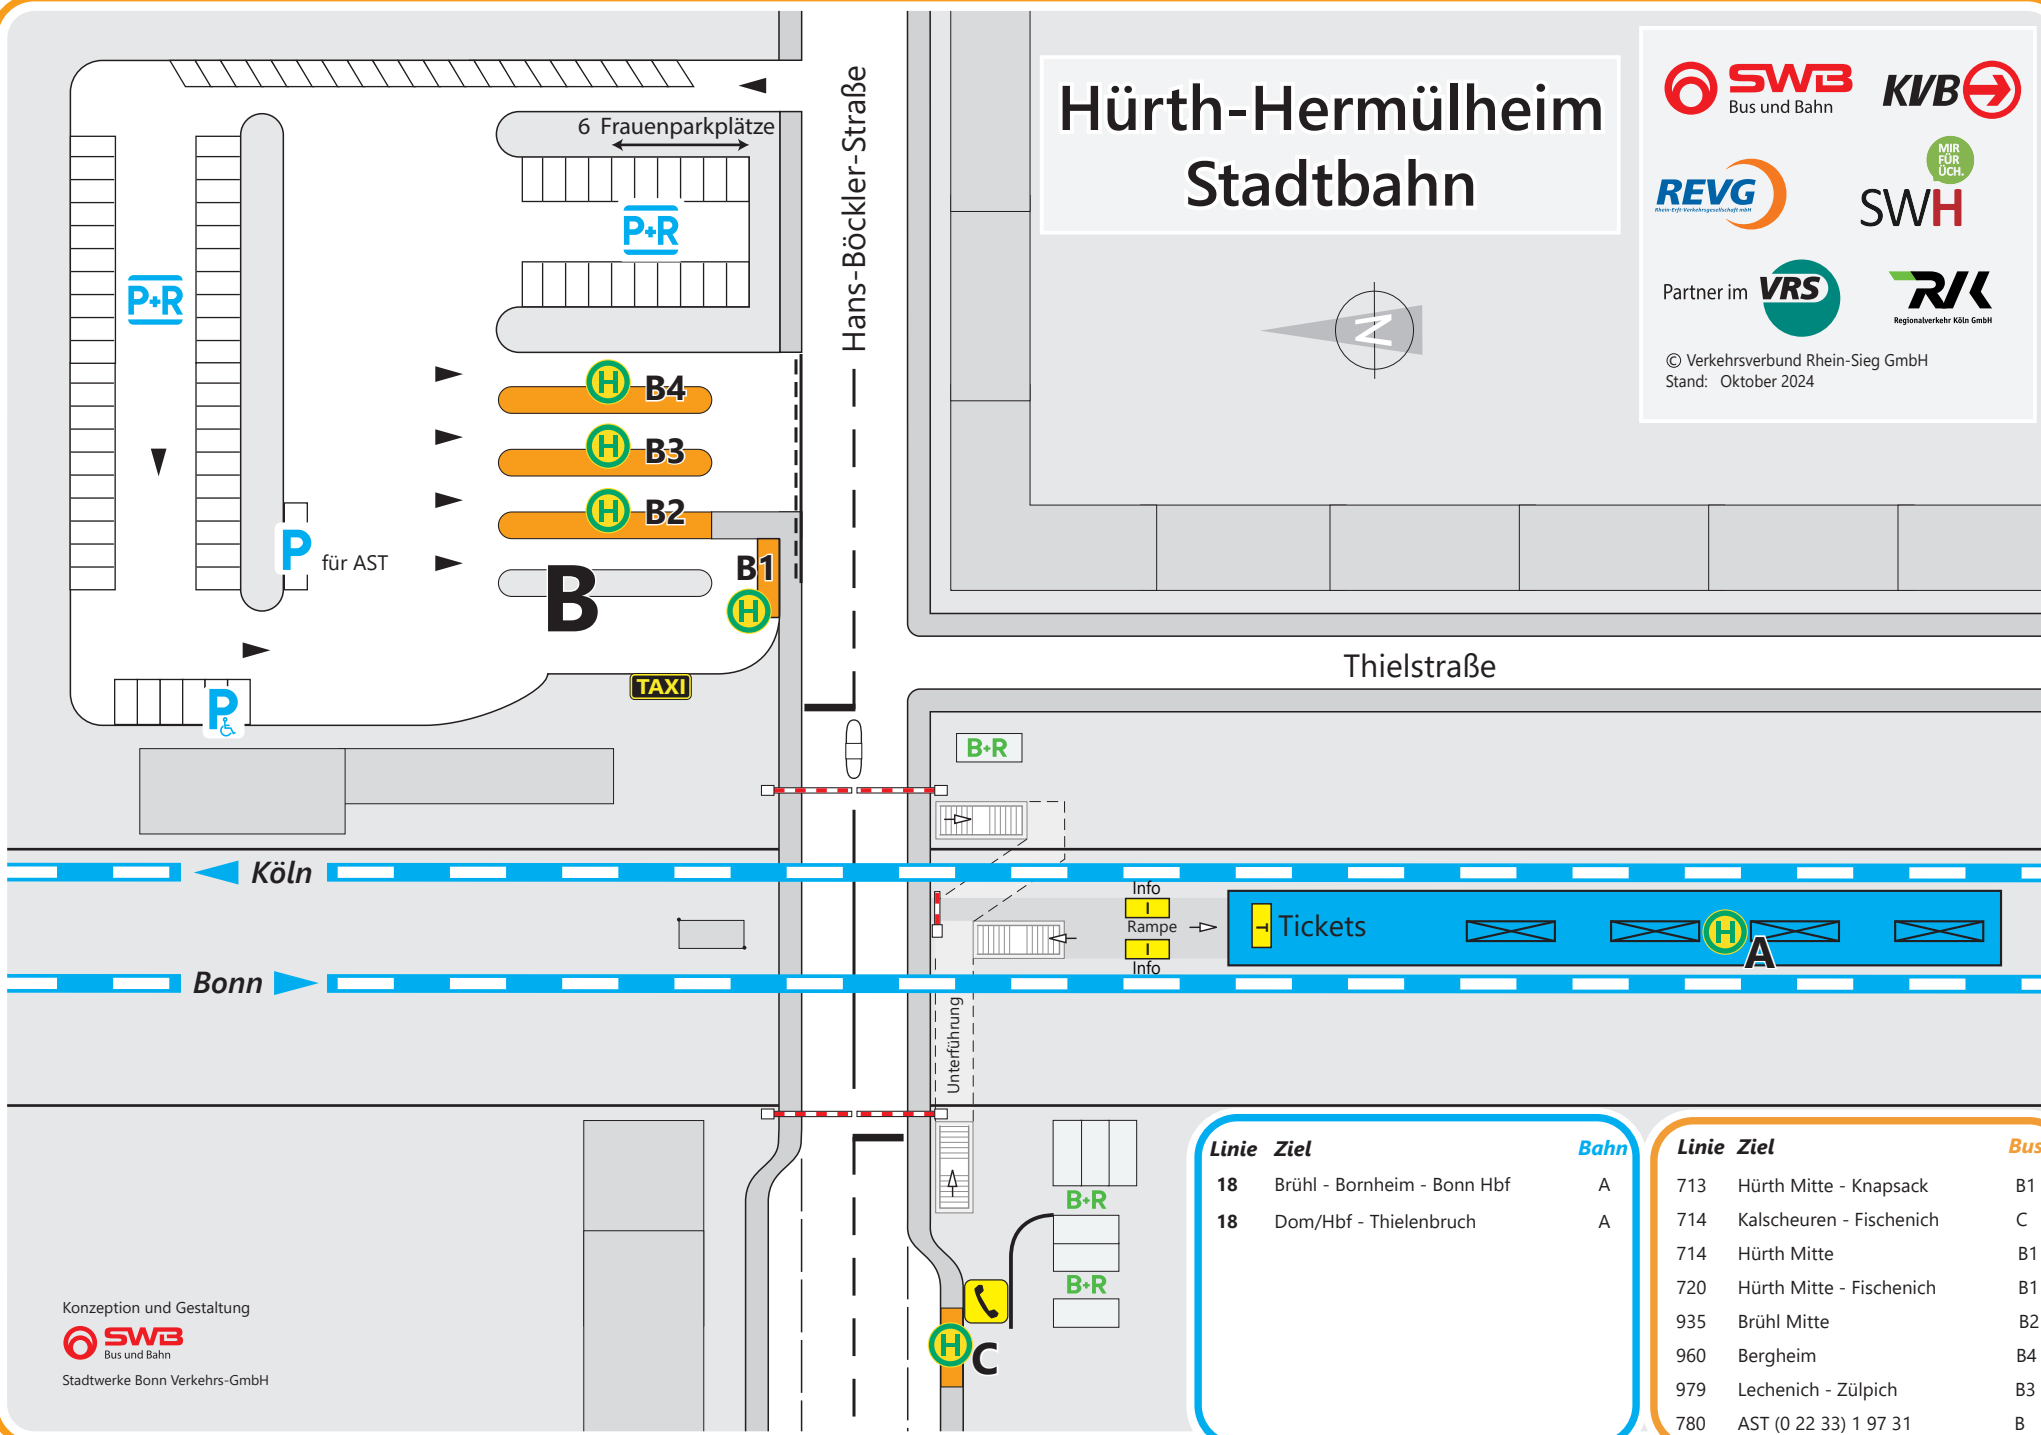 Hürth-Hermülheim
Stadtbahn
SWB
Bus und Bahn
KVB
REVG
Rhein-Erft-Verkehrsgesellschaft mbH
MIR
FÜR
ÜCH.
SWH
Partner im VRS
RVK
Regionalverkehr Köln GmbH
© Verkehrsverbund Rhein-Sieg GmbH
Stand: Oktober 2024
N
6 Frauenparkplätze
P+R
P+R
Hans-Böckler-Straße
H B4
H B3
H B2
B1
H
B
P für AST
P
TAXI
Thielstraße
B+R
Köln
Bonn
Info
I
Rampe
I
Info
T Tickets
H
A
Unterführung
B+R
B+R
H C
Linie Ziel Bahn
18 Brühl - Bornheim - Bonn Hbf A
18 Dom/Hbf - Thielenbruch A
Linie Ziel Bus
713 Hürth Mitte - Knapsack B1
714 Kalscheuren - Fischenich C
714 Hürth Mitte B1
720 Hürth Mitte - Fischenich B1
935 Brühl Mitte B2
960 Bergheim B4
979 Lechenich - Zülpich B3
780 AST (0 22 33) 1 97 31 B
Konzeption und Gestaltung
SWB
Bus und Bahn
Stadtwerke Bonn Verkehrs-GmbH